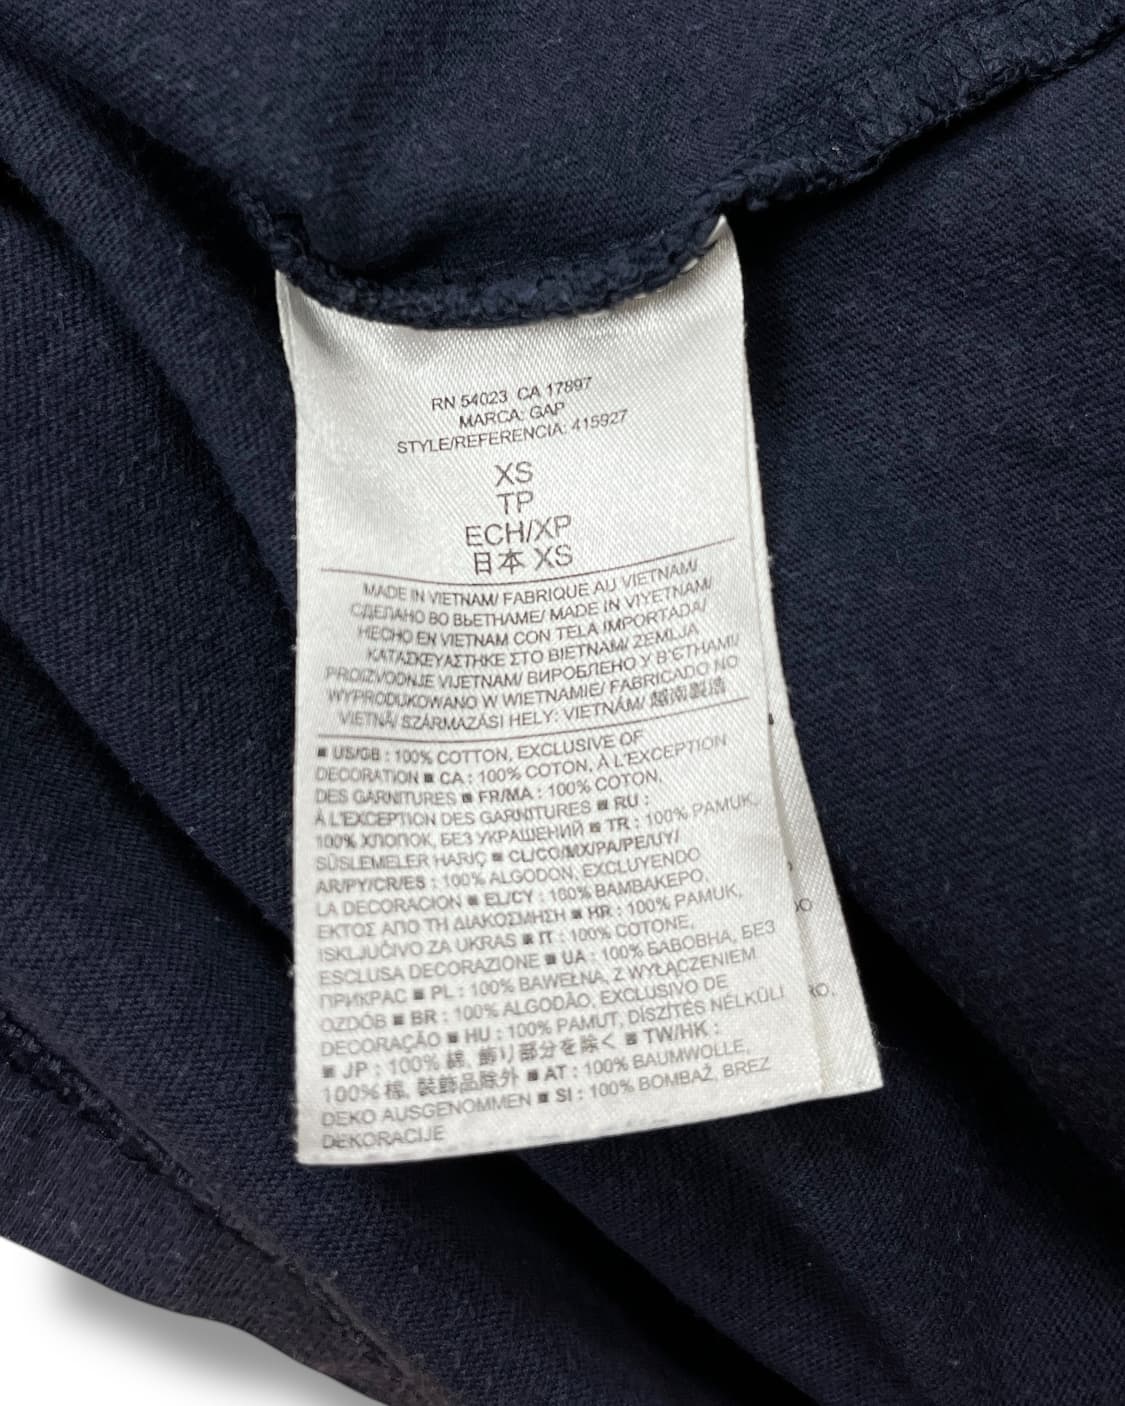 RN 54023 CA 17897
MARCA: GAP
STYLE/REFERENCIA: 415927
XS
TP
ECH/XP
日本 XS
MADE IN VIETNAM/ FABRIQUE AU VIETNAM/
СДЕЛАНО ВО ВЬЕТНАМЕ/ MADE IN VIYETNAM/
HECHO EN VIETNAM CON TELA IMPORTADA/
ΚΑΤΑΣΚΕΥΑΣΤΗΚΕ ΣΤΟ ΒΙΕΤΝΑΜ/ ZEMLJA
PROIZVODNJE VIJETNAM/ ВИРОБЛЕНО У В'ЄТНАМІ/
WYPRODUKOWANO W WIETNAMIE/ FABRICADO NO
VIETNÃ/ SZÁRMAZÁSI HELY: VIETNÁM/ 越南製造
■ US/GB : 100% COTTON, EXCLUSIVE OF
DECORATION ■ CA : 100% COTON, À L'EXCEPTION
DES GARNITURES ■ FR/MA : 100% COTON,
À L'EXCEPTION DES GARNITURES ■ RU :
100% ХЛОПОК, БЕЗ УКРАШЕНИЙ ■ TR : 100% PAMUK,
SÜSLEMELER HARİÇ ■ CL/CO/MX/PA/PE/UY/
AR/PY/CR/ES : 100% ALGODON, EXCLUYENDO
LA DECORACION ■ EL/CY : 100% ΒΑΜΒΑΚΕΡΟ,
ΕΚΤΟΣ ΑΠΟ ΤΗ ΔΙΑΚΟΣΜΗΣΗ ■ HR : 100% PAMUK,
ISKLJUČIVO ZA UKRAS ■ IT : 100% COTONE,
ESCLUSA DECORAZIONE ■ UA : 100% БАВОВНА, БЕЗ
ПРИКРАС ■ PL : 100% BAWEŁNA, Z WYŁĄCZENIEM
OZDÓB ■ BR : 100% ALGODÃO, EXCLUSIVO DE
DECORAÇÃO ■ HU : 100% PAMUT, DÍSZÍTÉS NÉLKÜLI
■ JP : 100% 綿, 飾り部分を除く ■ TW/HK :
100% 棉, 裝飾品除外 ■ AT : 100% BAUMWOLLE,
DEKO AUSGENOMMEN ■ SI : 100% BOMBAŽ, BREZ
DEKORACIJE